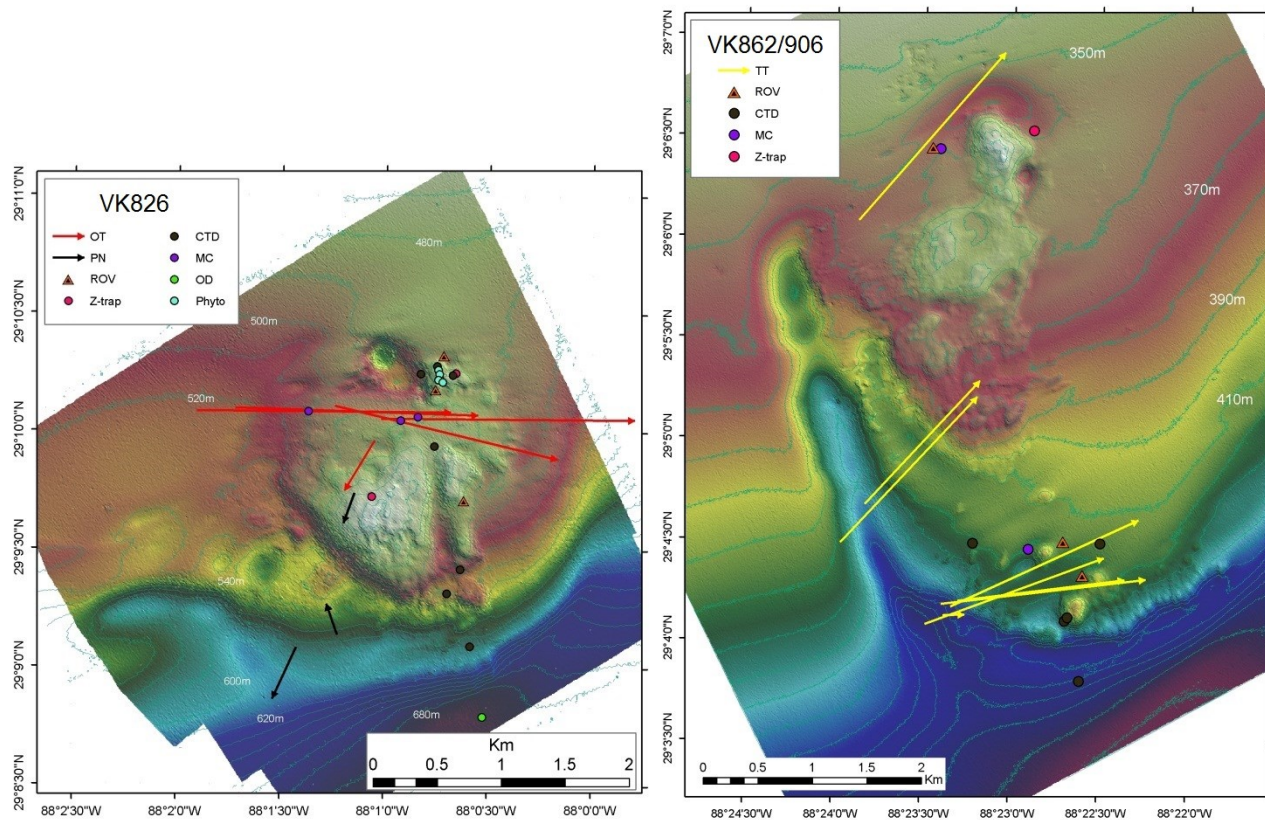 VK826
OT
PN
ROV
Z-trap
CTD
MC
OD
Phyto
480m
500m
520m
540m
600m
620m
680m
29°11'0"N
29°10'30"N
29°10'0"N
29°9'30"N
29°9'0"N
29°8'30"N
Km
0 0.5 1 1.5 2
88°2'30"W 88°2'0"W 88°1'30"W 88°1'0"W 88°0'30"W 88°0'0"W
VK862/906
TT
ROV
CTD
MC
Z-trap
350m
370m
390m
410m
29°7'0"N
29°6'30"N
29°6'0"N
29°5'30"N
29°5'0"N
29°4'30"N
29°4'0"N
29°3'30"N
0 0.5 1 1 2
Km
88°24'30"W 88°24'0"W 88°23'30"W 88°23'0"W 88°22'30"W 88°22'0"W